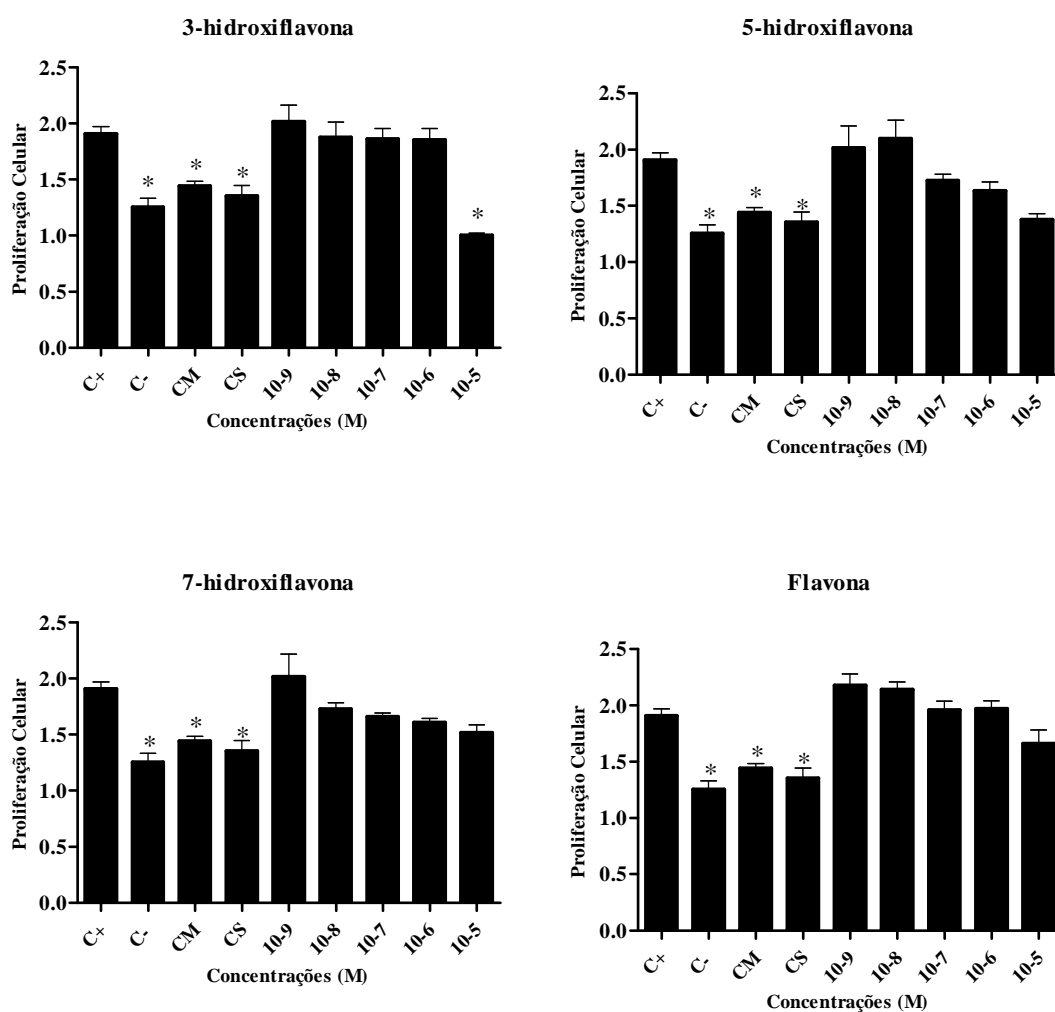 3-hidroxiflavona
Proliferação Celular
2.5
2.0
1.5
1.0
0.5
0.0
* * * *
C+ C- CM CS 10-9 10-8 10-7 10-6 10-5
Concentrações (M)
5-hidroxiflavona
Proliferação Celular
2.5
2.0
1.5
1.0
0.5
0.0
* * *
C+ C- CM CS 10-9 10-8 10-7 10-6 10-5
Concentrações (M)
7-hidroxiflavona
Proliferação Celular
2.5
2.0
1.5
1.0
0.5
0.0
* * *
C+ C- CM CS 10-9 10-8 10-7 10-6 10-5
Concentrações (M)
Flavona
Proliferação Celular
2.5
2.0
1.5
1.0
0.5
0.0
* * *
C+ C- CM CS 10-9 10-8 10-7 10-6 10-5
Concentrações (M)